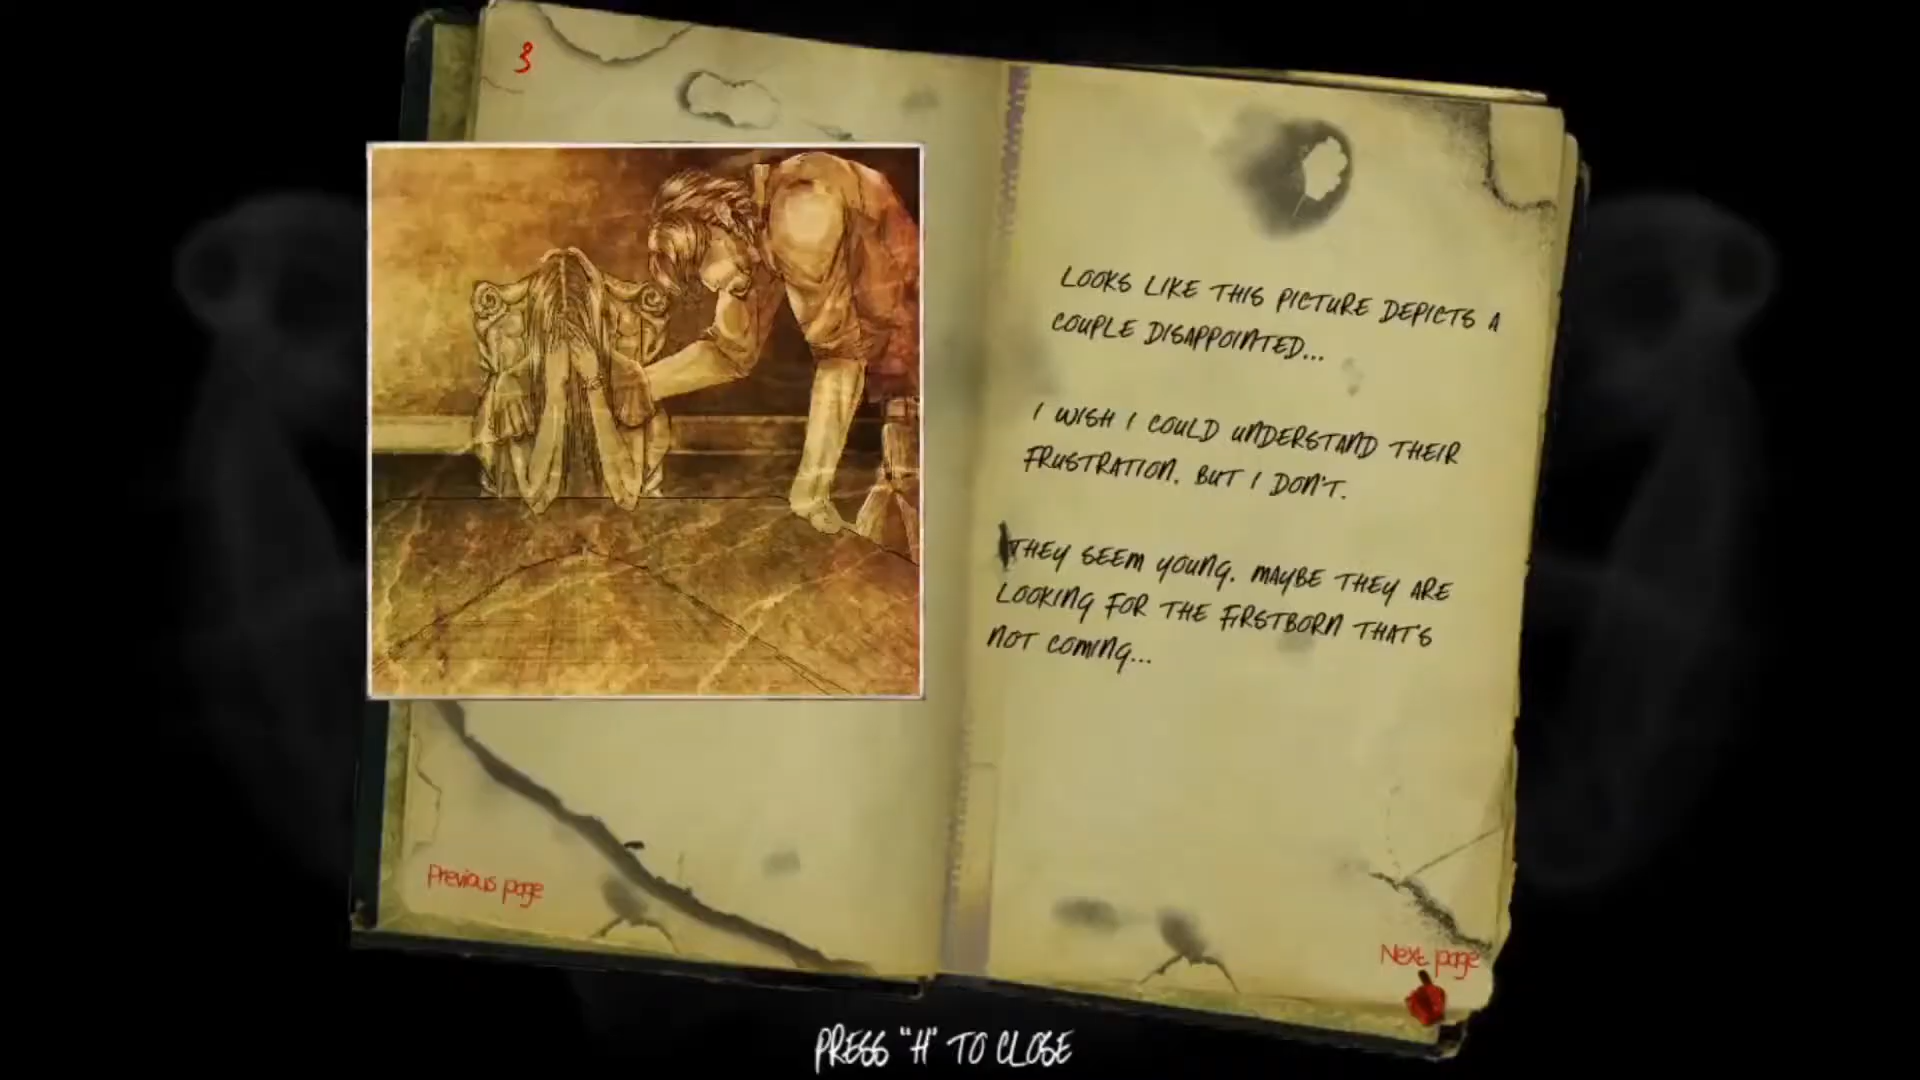 3
LOOKS LIKE THIS PICTURE DEPICTS A
COUPLE DISAPPOINTED...
I WISH I COULD UNDERSTAND THEIR
FRUSTRATION. BUT I DON'T.
THEY SEEM YOUNG. MAYBE THEY ARE
LOOKING FOR THE FIRSTBORN THAT'S
NOT COMING...
Previous page
Next page
PRESS "H" TO CLOSE